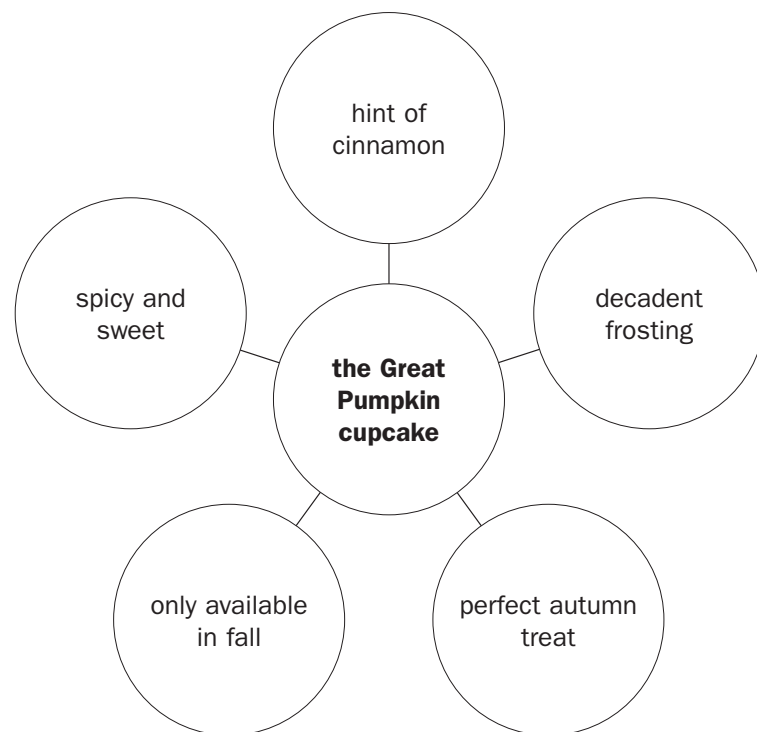 hint of
cinnamon
spicy and
sweet
decadent
frosting
the Great
Pumpkin
cupcake
only available
in fall
perfect autumn
treat